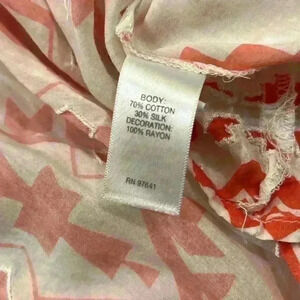 BODY:
70% COTTON
30% SILK
DECORATION:
100% RAYON
RN 97641